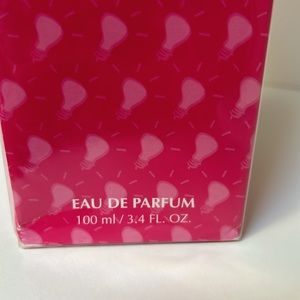 EAU DE PARFUM
100 ml / 3.4 FL. OZ.